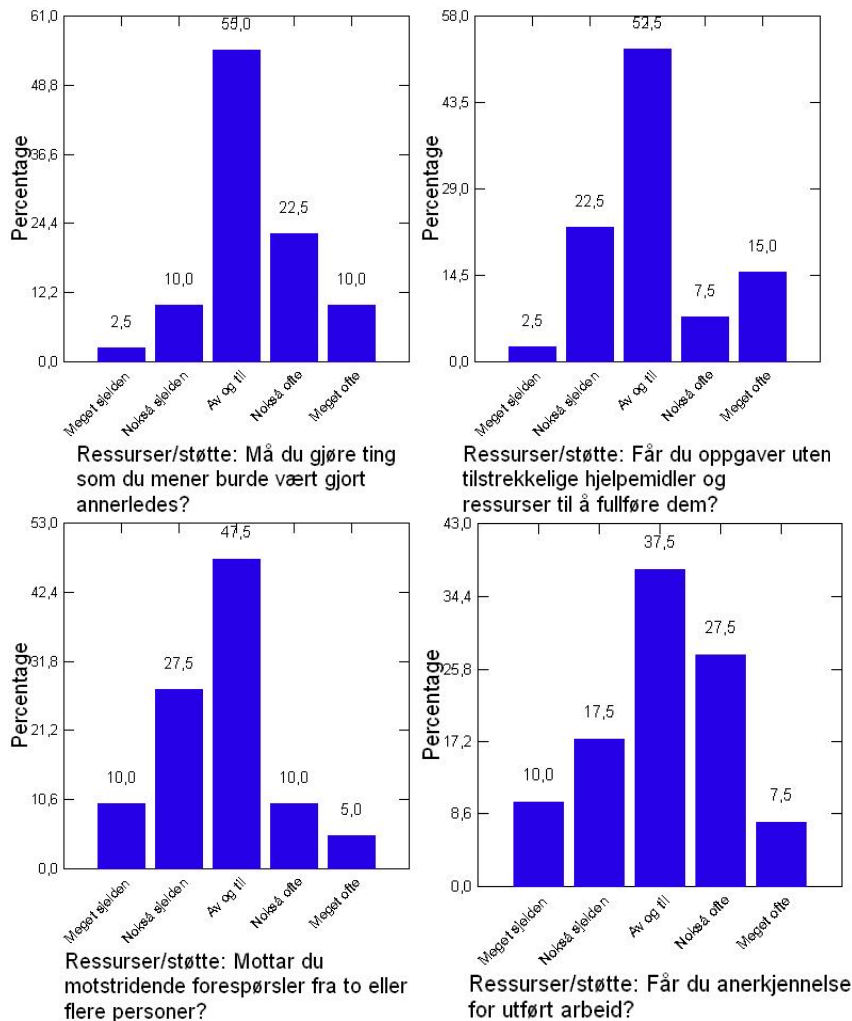 61,0
48,8
36,6
24,4
12,2
0,0
Percentage
2,5
10,0
55,0
22,5
10,0
Meget sjelden
Nokså sjelden
Av og til
Nokså ofte
Meget ofte
Ressurser/støtte: Må du gjøre ting
som du mener burde vært gjort
annerledes?
58,0
43,5
29,0
14,5
0,0
Percentage
2,5
22,5
52,5
7,5
15,0
Meget sjelden
Nokså sjelden
Av og til
Nokså ofte
Meget ofte
Ressurser/støtte: Får du oppgaver uten
tilstrekkelige hjelpemidler og
ressurser til å fullføre dem?
53,0
42,4
31,8
21,2
10,6
0,0
Percentage
10,0
27,5
47,5
10,0
5,0
Meget sjelden
Nokså sjelden
Av og til
Nokså ofte
Meget ofte
Ressurser/støtte: Mottar du
motstridende forespørsler fra to eller
flere personer?
43,0
34,4
25,8
17,2
8,6
0,0
Percentage
10,0
17,5
37,5
27,5
7,5
Meget sjelden
Nokså sjelden
Av og til
Nokså ofte
Meget ofte
Ressurser/støtte: Får du anerkjennelse
for utført arbeid?